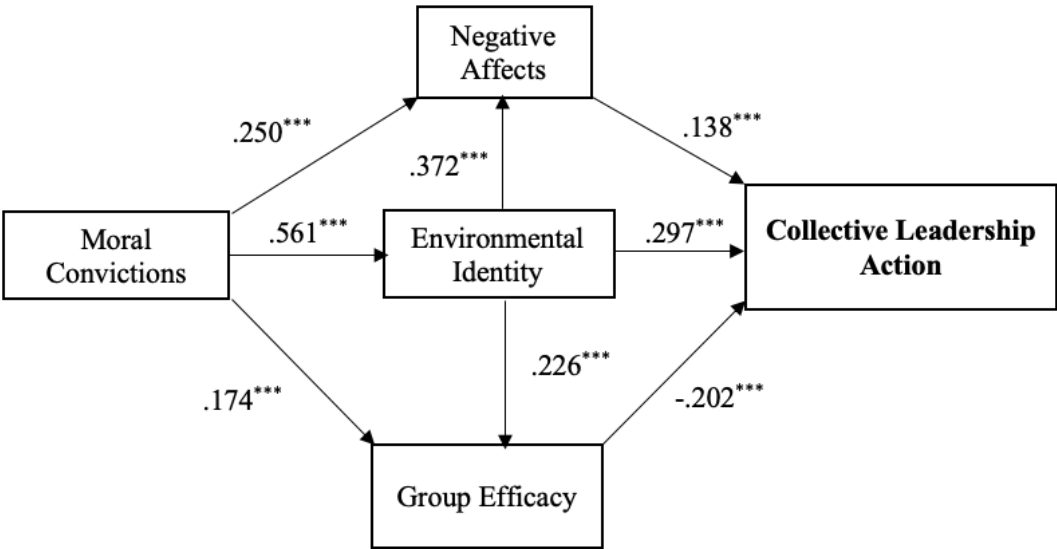 Negative
Affects
.250***
.138***
.372***
Moral
Convictions
.561***
Environmental
Identity
.297***
Collective Leadership
Action
.174***
.226***
-.202***
Group Efficacy